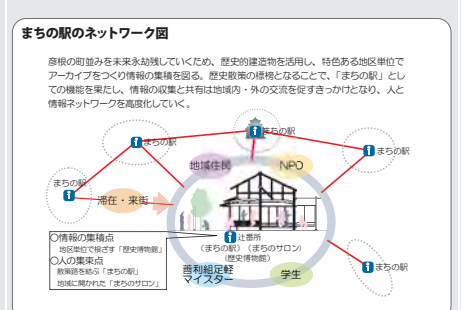 まちの駅のネットワーク図
彦根の町並みを未来永劫残していくため、歴史的建造物を活用し、特色ある地区単位で
アーカイブをつくり情報の集積を図る。歴史散策の標榜となることで、「まちの駅」とし
ての機能を果たし、情報の収集と共有は地域内・外の交流を促すきっかけとなり、人と
情報ネットワークを高度化していく。
まちの駅
まちの駅
まちの駅
地域住民
NPO
まちの駅
滞在・来街
〇情報の集積点
地区単位で根ざす「歴史博物館」
〇人の集束点
散策路を結ぶ「まちの駅」
地域に開かれた「まちのサロン」
辻番所
（まちの駅）（まちのサロン）
（歴史博物館）
善利組足軽
マイスター
学生
まちの駅